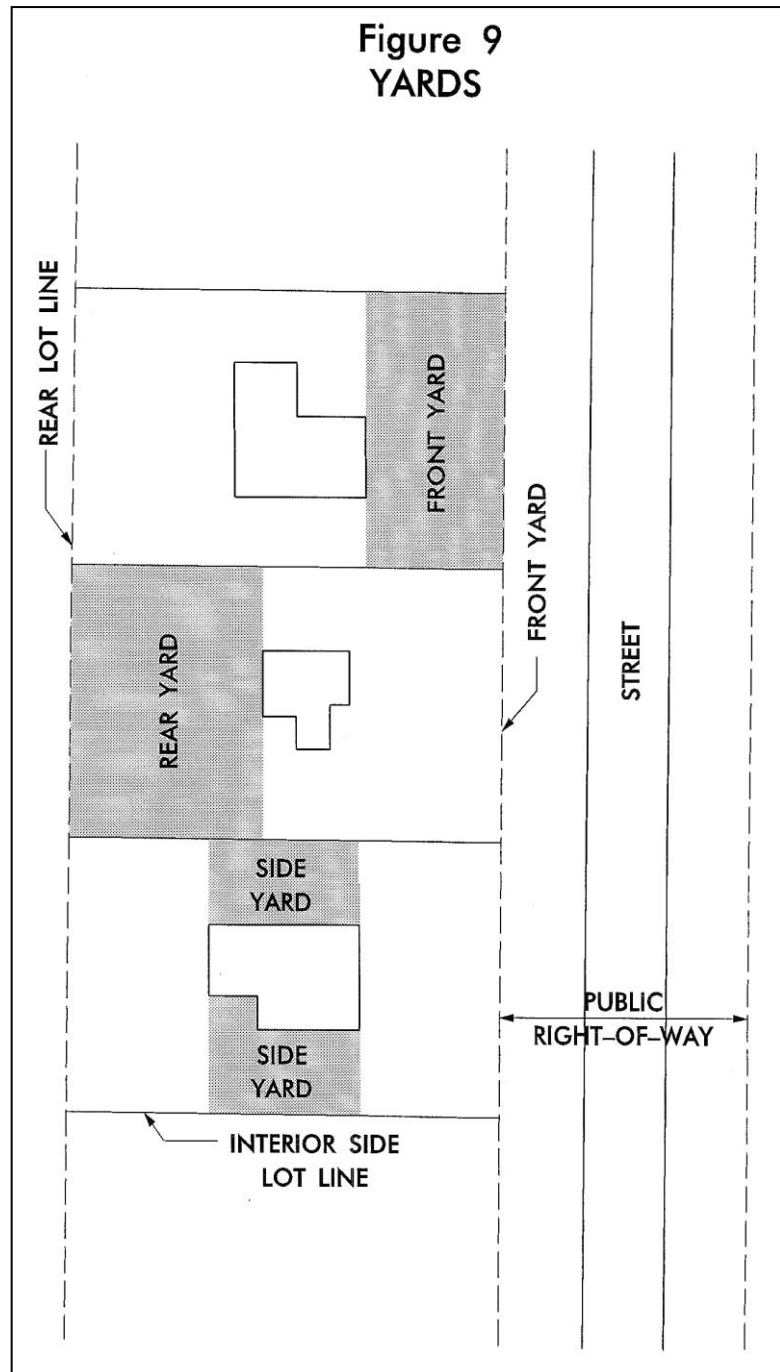 Figure 9
YARDS
REAR LOT LINE
FRONT YARD
FRONT YARD
STREET
REAR YARD
SIDE
YARD
PUBLIC
RIGHT–OF–WAY
SIDE
YARD
INTERIOR SIDE
LOT LINE